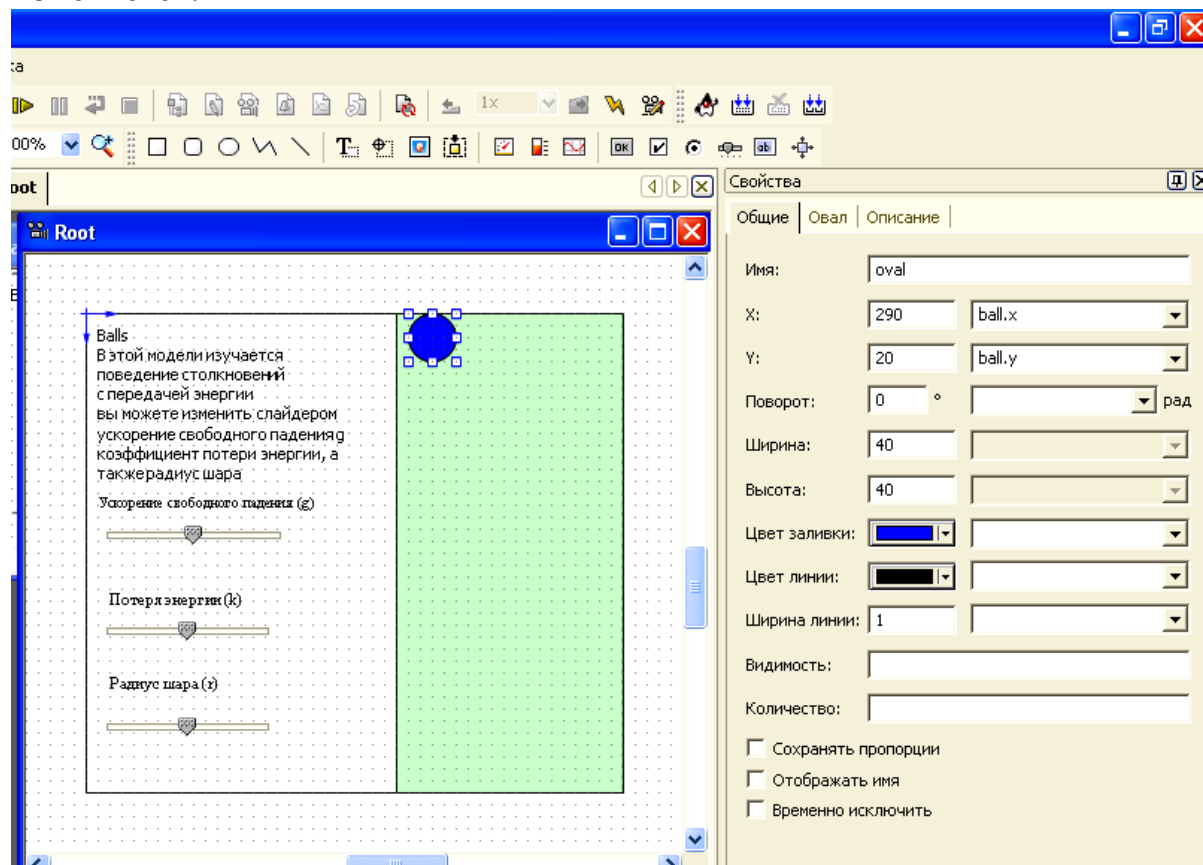 ка
1x
00%
OK
ab
oot
Свойства
Общие
Овал
Описание
Root
Имя:
oval
X:
290
ball.x
Y:
20
ball.y
Поворот:
0
°
рад
Ширина:
40
Высота:
40
Цвет заливки:
Цвет линии:
Ширина линии:
1
Видимость:
Количество:
Сохранять пропорции
Отображать имя
Временно исключить
Balls
В этой модели изучается
поведение столкновений
с передачей энергии
вы можете изменить слайдером
ускорение свободного падения g
коэффициент потери энергии, а
также радиус шара
Ускорение свободного падения (g)
Потеря энергии (k)
Радиус шара (r)